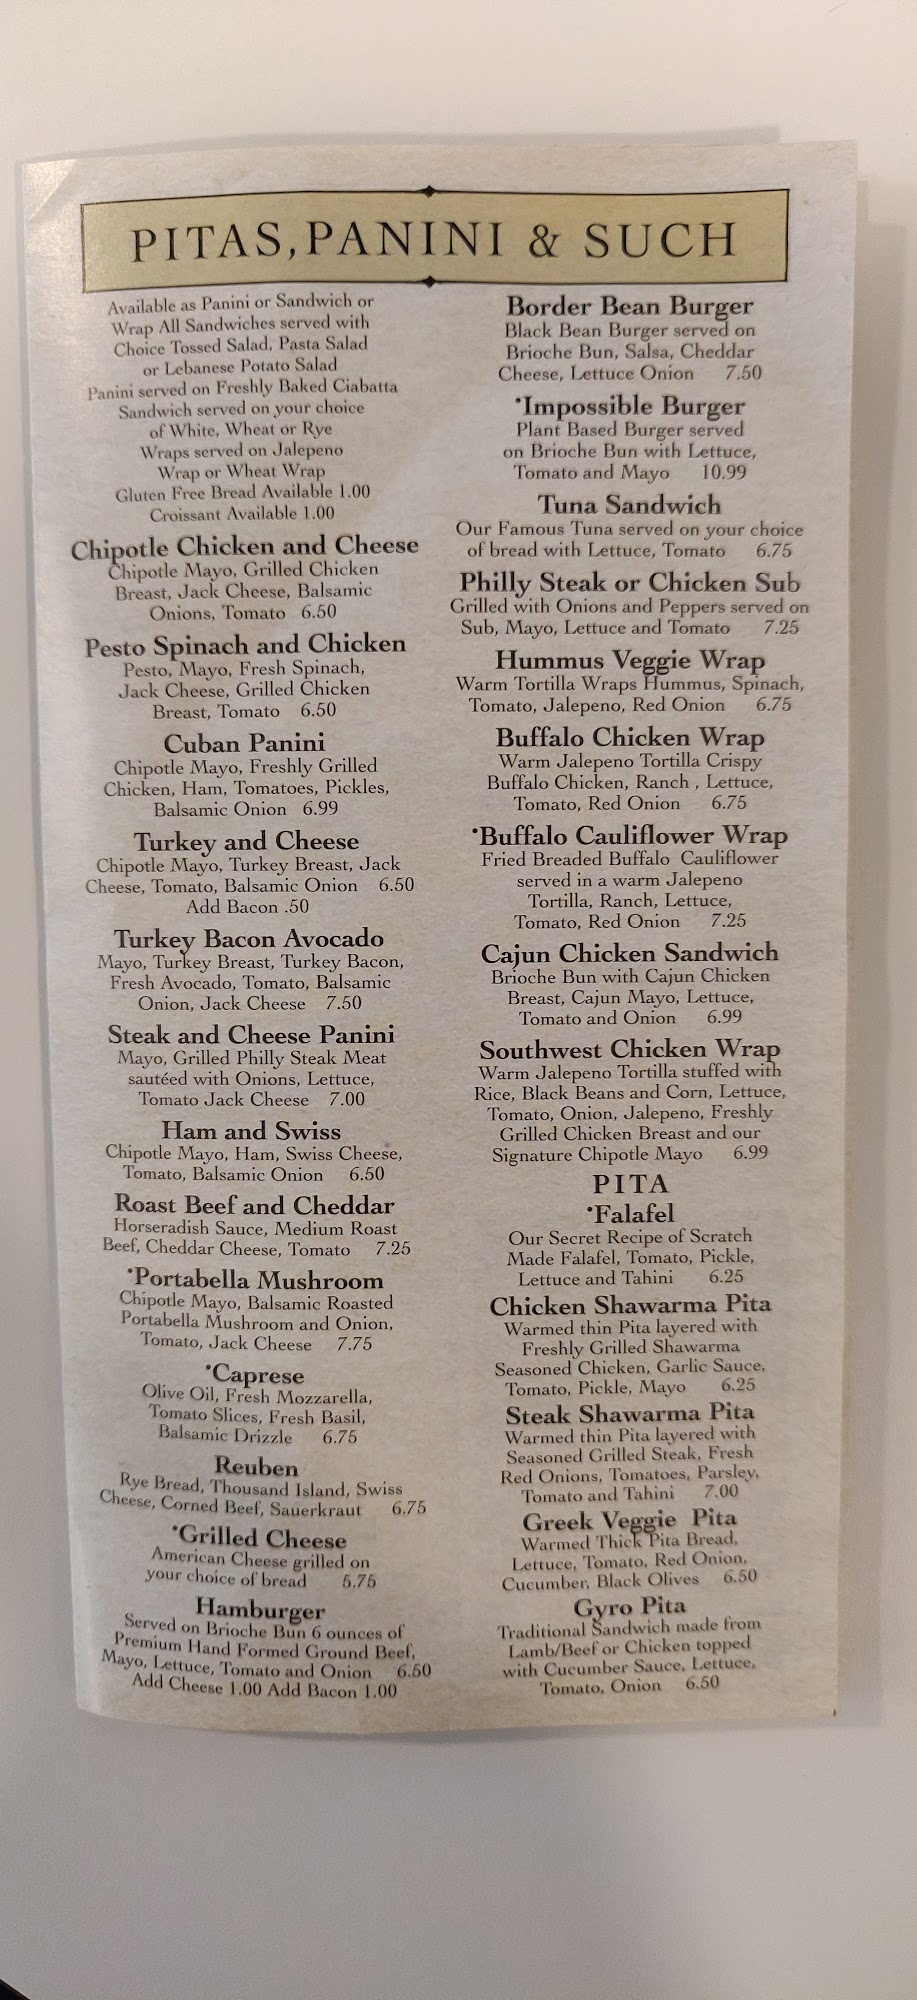 PITAS, PANINI & SUCH
Available as Panini or Sandwich or
Wrap All Sandwiches served with
Choice Tossed Salad, Pasta Salad
or Lebanese Potato Salad
Panini served on Freshly Baked Ciabatta
Sandwich served on your choice
of White, Wheat or Rye
Wraps served on Jalepeno
Wrap or Wheat Wrap
Gluten Free Bread Available 1.00
Croissant Available 1.00
Chipotle Chicken and Cheese
Chipotle Mayo, Grilled Chicken
Breast, Jack Cheese, Balsamic
Onions, Tomato 6.50
Pesto Spinach and Chicken
Pesto, Mayo, Fresh Spinach,
Jack Cheese, Grilled Chicken
Breast, Tomato 6.50
Cuban Panini
Chipotle Mayo, Freshly Grilled
Chicken, Ham, Tomatoes, Pickles,
Balsamic Onion 6.99
Turkey and Cheese
Chipotle Mayo, Turkey Breast, Jack
Cheese, Tomato, Balsamic Onion 6.50
Add Bacon .50
Turkey Bacon Avocado
Mayo, Turkey Breast, Turkey Bacon,
Fresh Avocado, Tomato, Balsamic
Onion, Jack Cheese 7.50
Steak and Cheese Panini
Mayo, Grilled Philly Steak Meat
sautéed with Onions, Lettuce,
Tomato Jack Cheese 7.00
Ham and Swiss
Chipotle Mayo, Ham, Swiss Cheese,
Tomato, Balsamic Onion 6.50
Roast Beef and Cheddar
Horseradish Sauce, Medium Roast
Beef, Cheddar Cheese, Tomato 7.25
*Portabella Mushroom
Chipotle Mayo, Balsamic Roasted
Portabella Mushroom and Onion,
Tomato, Jack Cheese 7.75
*Caprese
Olive Oil, Fresh Mozzarella,
Tomato Slices, Fresh Basil,
Balsamic Drizzle 6.75
Reuben
Rye Bread, Thousand Island, Swiss
Cheese, Corned Beef, Sauerkraut 6.75
*Grilled Cheese
American Cheese grilled on
your choice of bread 5.75
Hamburger
Served on Brioche Bun 6 ounces of
Premium Hand Formed Ground Beef,
Mayo, Lettuce, Tomato and Onion 6.50
Add Cheese 1.00 Add Bacon 1.00
Border Bean Burger
Black Bean Burger served on
Brioche Bun, Salsa, Cheddar
Cheese, Lettuce Onion 7.50
*Impossible Burger
Plant Based Burger served
on Brioche Bun with Lettuce,
Tomato and Mayo 10.99
Tuna Sandwich
Our Famous Tuna served on your choice
of bread with Lettuce, Tomato 6.75
Philly Steak or Chicken Sub
Grilled with Onions and Peppers served on
Sub, Mayo, Lettuce and Tomato 7.25
Hummus Veggie Wrap
Warm Tortilla Wraps Hummus, Spinach,
Tomato, Jalepeno, Red Onion 6.75
Buffalo Chicken Wrap
Warm Jalepeno Tortilla Crispy
Buffalo Chicken, Ranch , Lettuce,
Tomato, Red Onion 6.75
*Buffalo Cauliflower Wrap
Fried Breaded Buffalo Cauliflower
served in a warm Jalepeno
Tortilla, Ranch, Lettuce,
Tomato, Red Onion 7.25
Cajun Chicken Sandwich
Brioche Bun with Cajun Chicken
Breast, Cajun Mayo, Lettuce,
Tomato and Onion 6.99
Southwest Chicken Wrap
Warm Jalepeno Tortilla stuffed with
Rice, Black Beans and Corn, Lettuce,
Tomato, Onion, Jalepeno, Freshly
Grilled Chicken Breast and our
Signature Chipotle Mayo 6.99
PITA
*Falafel
Our Secret Recipe of Scratch
Made Falafel, Tomato, Pickle,
Lettuce and Tahini 6.25
Chicken Shawarma Pita
Warmed thin Pita layered with
Freshly Grilled Shawarma
Seasoned Chicken, Garlic Sauce,
Tomato, Pickle, Mayo 6.25
Steak Shawarma Pita
Warmed thin Pita layered with
Seasoned Grilled Steak, Fresh
Red Onions, Tomatoes, Parsley,
Tomato and Tahini 7.00
Greek Veggie Pita
Warmed Thick Pita Bread,
Lettuce, Tomato, Red Onion,
Cucumber, Black Olives 6.50
Gyro Pita
Traditional Sandwich made from
Lamb/Beef or Chicken topped
with Cucumber Sauce, Lettuce,
Tomato, Onion 6.50